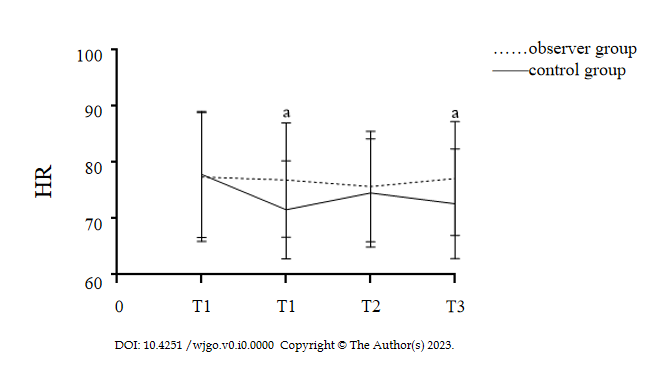 ......observer group
——control group
100
90
80
70
60
HR
a
a
0 T1 T1 T2 T3
DOI: 10.4251 /wjgo.v0.i0.0000 Copyright © The Author(s) 2023.